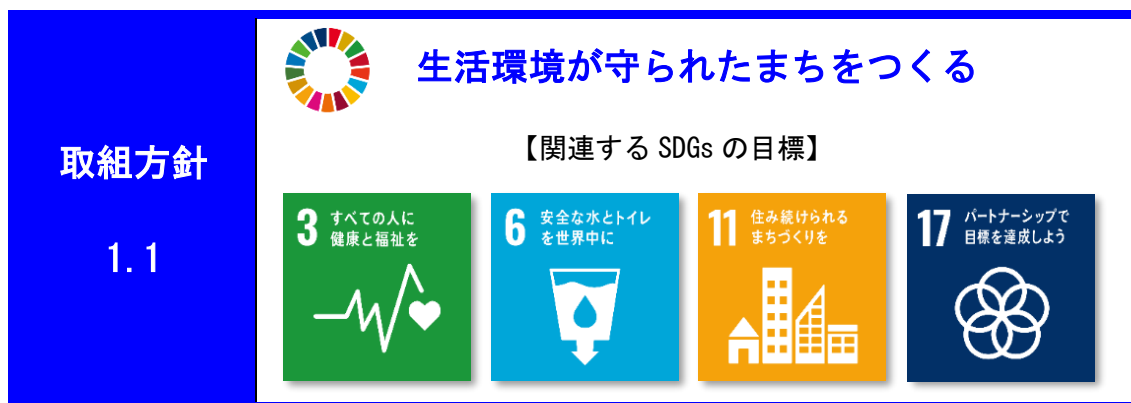 取組方針
1.1
生活環境が守られたまちをつくる
【関連する SDGs の目標】
3 すべての人に
健康と福祉を
6 安全な水とトイレ
を世界中に
11 住み続けられる
まちづくりを
17 パートナーシップで
目標を達成しよう